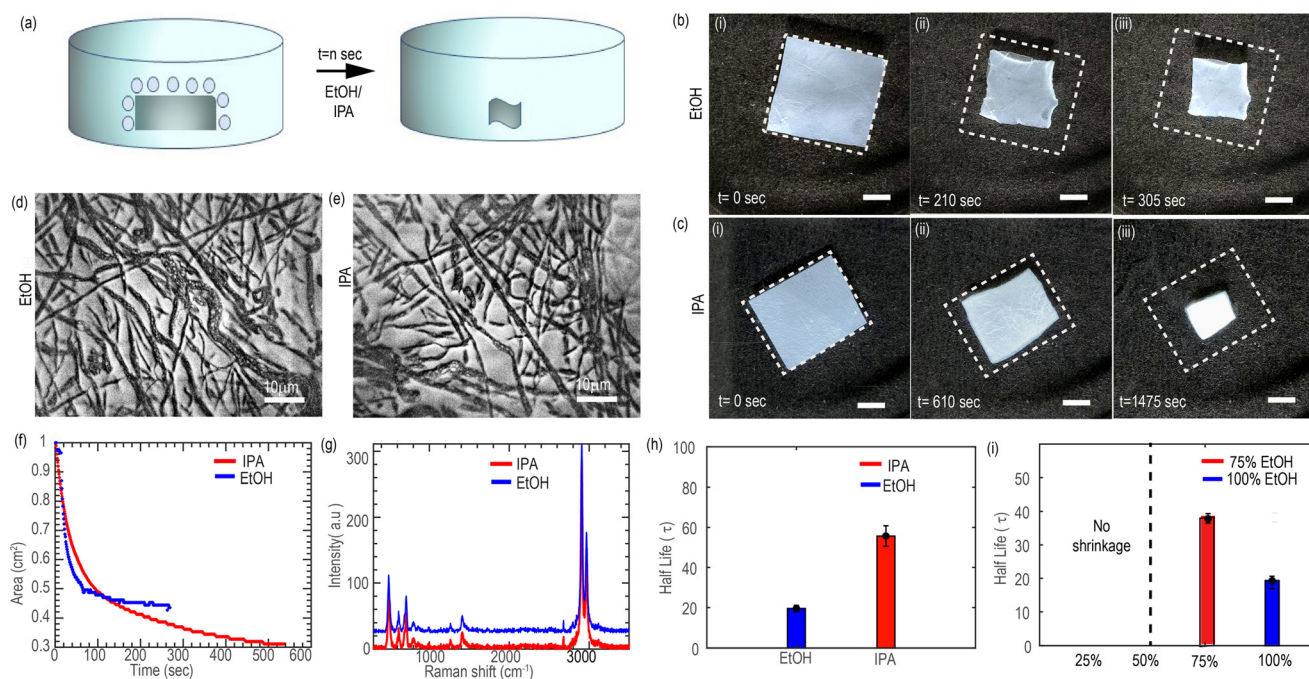 (a)
t=n sec
EtOH/
IPA
(b)
EtOH
(i)
t= 0 sec
(ii)
t= 210 sec
(iii)
t= 305 sec
(c)
IPA
(i)
t= 0 sec
(ii)
t= 610 sec
(iii)
t=1475 sec
(d)
EtOH
10μm
(e)
IPA
10μm
(f)
IPA
EtOH
Area (cm²)
1
0.9
0.8
0.7
0.6
0.5
0.4
0.3
0 100 200 300 400 500 600
Time (sec)
(g)
IPA
EtOH
Intensity( a.u )
300
200
100
0
1000 2000 3000
Raman shift (cm⁻¹)
(h)
IPA
EtOH
Half Life ( τ )
100
80
60
40
20
0
EtOH IPA
(i)
75% EtOH
100% EtOH
Half Life ( τ )
50
40
30
20
10
0
No
shrinkage
25% 50% 75% 100%